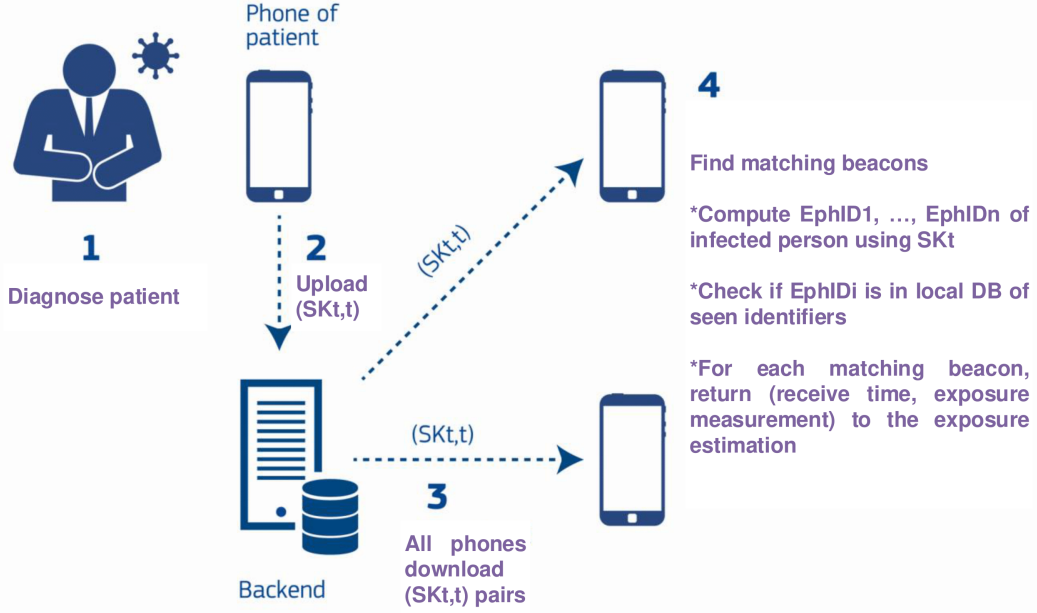 Phone of
patient
1
Diagnose patient
2
Upload
(SKt,t)
(SKt,t)
(SKt,t)
3
All phones
download
(SKt,t) pairs
Backend
4
Find matching beacons
*Compute EphID1, …, EphIDn of
infected person using SKt
*Check if EphIDi is in local DB of
seen identifiers
*For each matching beacon,
return (receive time, exposure
measurement) to the exposure
estimation